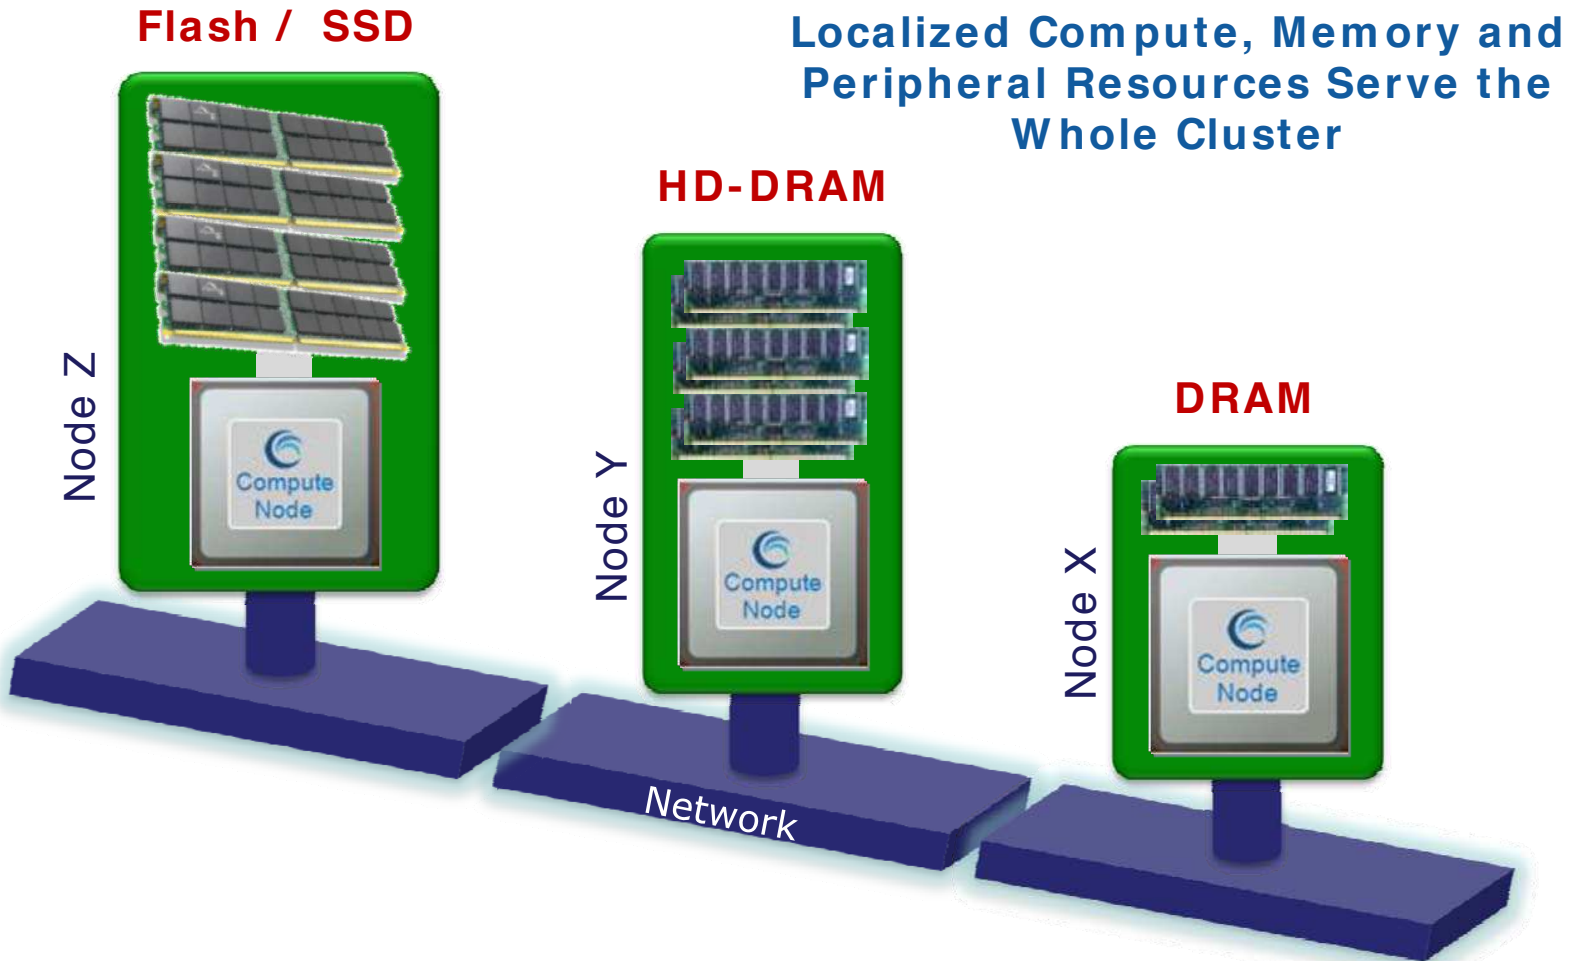 Flash / SSD
Localized Compute, Memory and
Peripheral Resources Serve the
Whole Cluster
HD-DRAM
DRAM
Node Z
Compute
Node
Node Y
Compute
Node
Node X
Compute
Node
Network